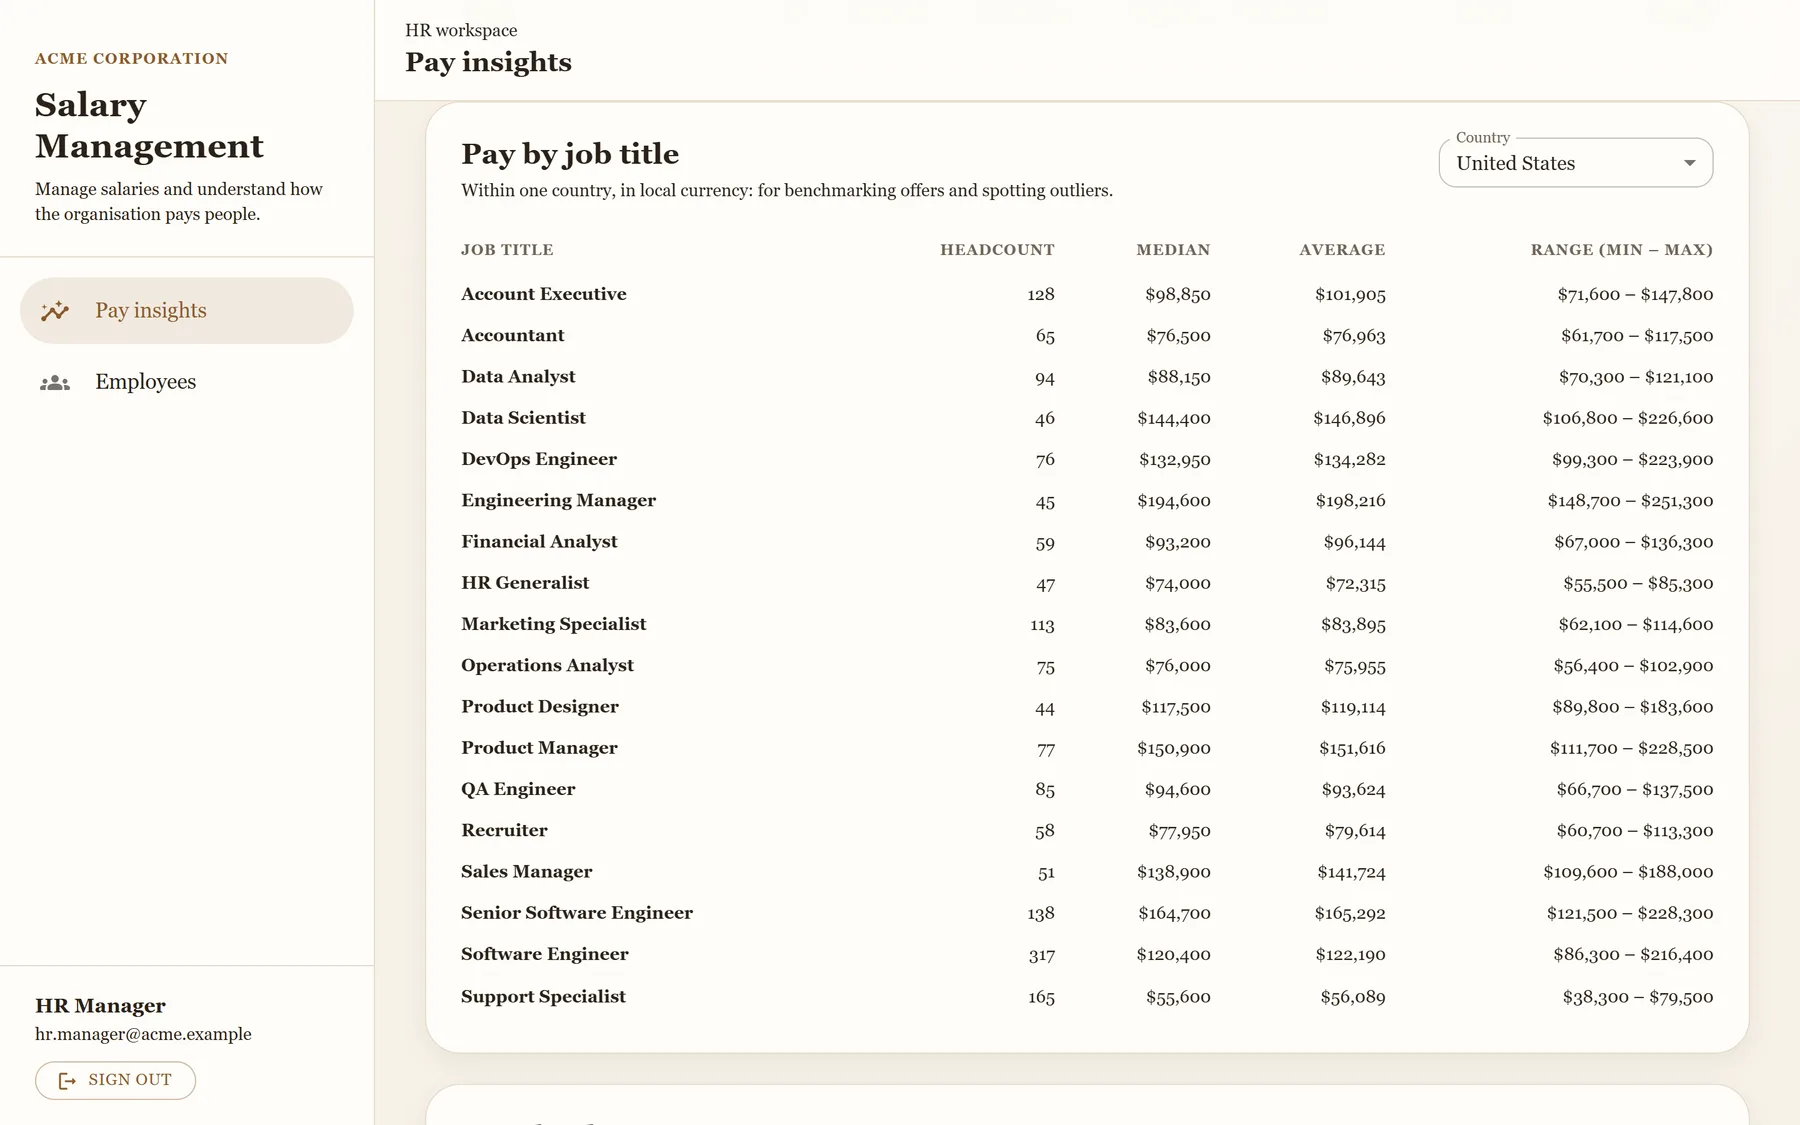 ACME CORPORATION
Salary
Management
Manage salaries and understand how
the organisation pays people.
Pay insights
Employees
HR Manager
hr.manager@acme.example
SIGN OUT
HR workspace
Pay insights
Pay by job title
Within one country, in local currency: for benchmarking offers and spotting outliers.
Country
United States
JOB TITLE HEADCOUNT MEDIAN AVERAGE RANGE (MIN – MAX)
Account Executive 128 $98,850 $101,905 $71,600 – $147,800
Accountant 65 $76,500 $76,963 $61,700 – $117,500
Data Analyst 94 $88,150 $89,643 $70,300 – $121,100
Data Scientist 46 $144,400 $146,896 $106,800 – $226,600
DevOps Engineer 76 $132,950 $134,282 $99,300 – $223,900
Engineering Manager 45 $194,600 $198,216 $148,700 – $251,300
Financial Analyst 59 $93,200 $96,144 $67,000 – $136,300
HR Generalist 47 $74,000 $72,315 $55,500 – $85,300
Marketing Specialist 113 $83,600 $83,895 $62,100 – $114,600
Operations Analyst 75 $76,000 $75,955 $56,400 – $102,900
Product Designer 44 $117,500 $119,114 $89,800 – $183,600
Product Manager 77 $150,900 $151,616 $111,700 – $228,500
QA Engineer 85 $94,600 $93,624 $66,700 – $137,500
Recruiter 58 $77,950 $79,614 $60,700 – $113,300
Sales Manager 51 $138,900 $141,724 $109,600 – $188,000
Senior Software Engineer 138 $164,700 $165,292 $121,500 – $228,300
Software Engineer 317 $120,400 $122,190 $86,300 – $216,400
Support Specialist 165 $55,600 $56,089 $38,300 – $79,500